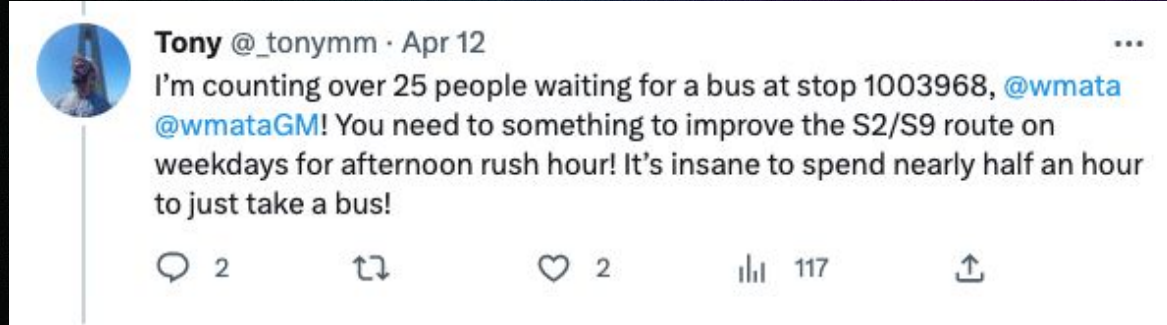 Tony @_tonymm · Apr 12
I’m counting over 25 people waiting for a bus at stop 1003968, @wmata
@wmataGM! You need to something to improve the S2/S9 route on
weekdays for afternoon rush hour! It’s insane to spend nearly half an hour
to just take a bus!
2 2 117